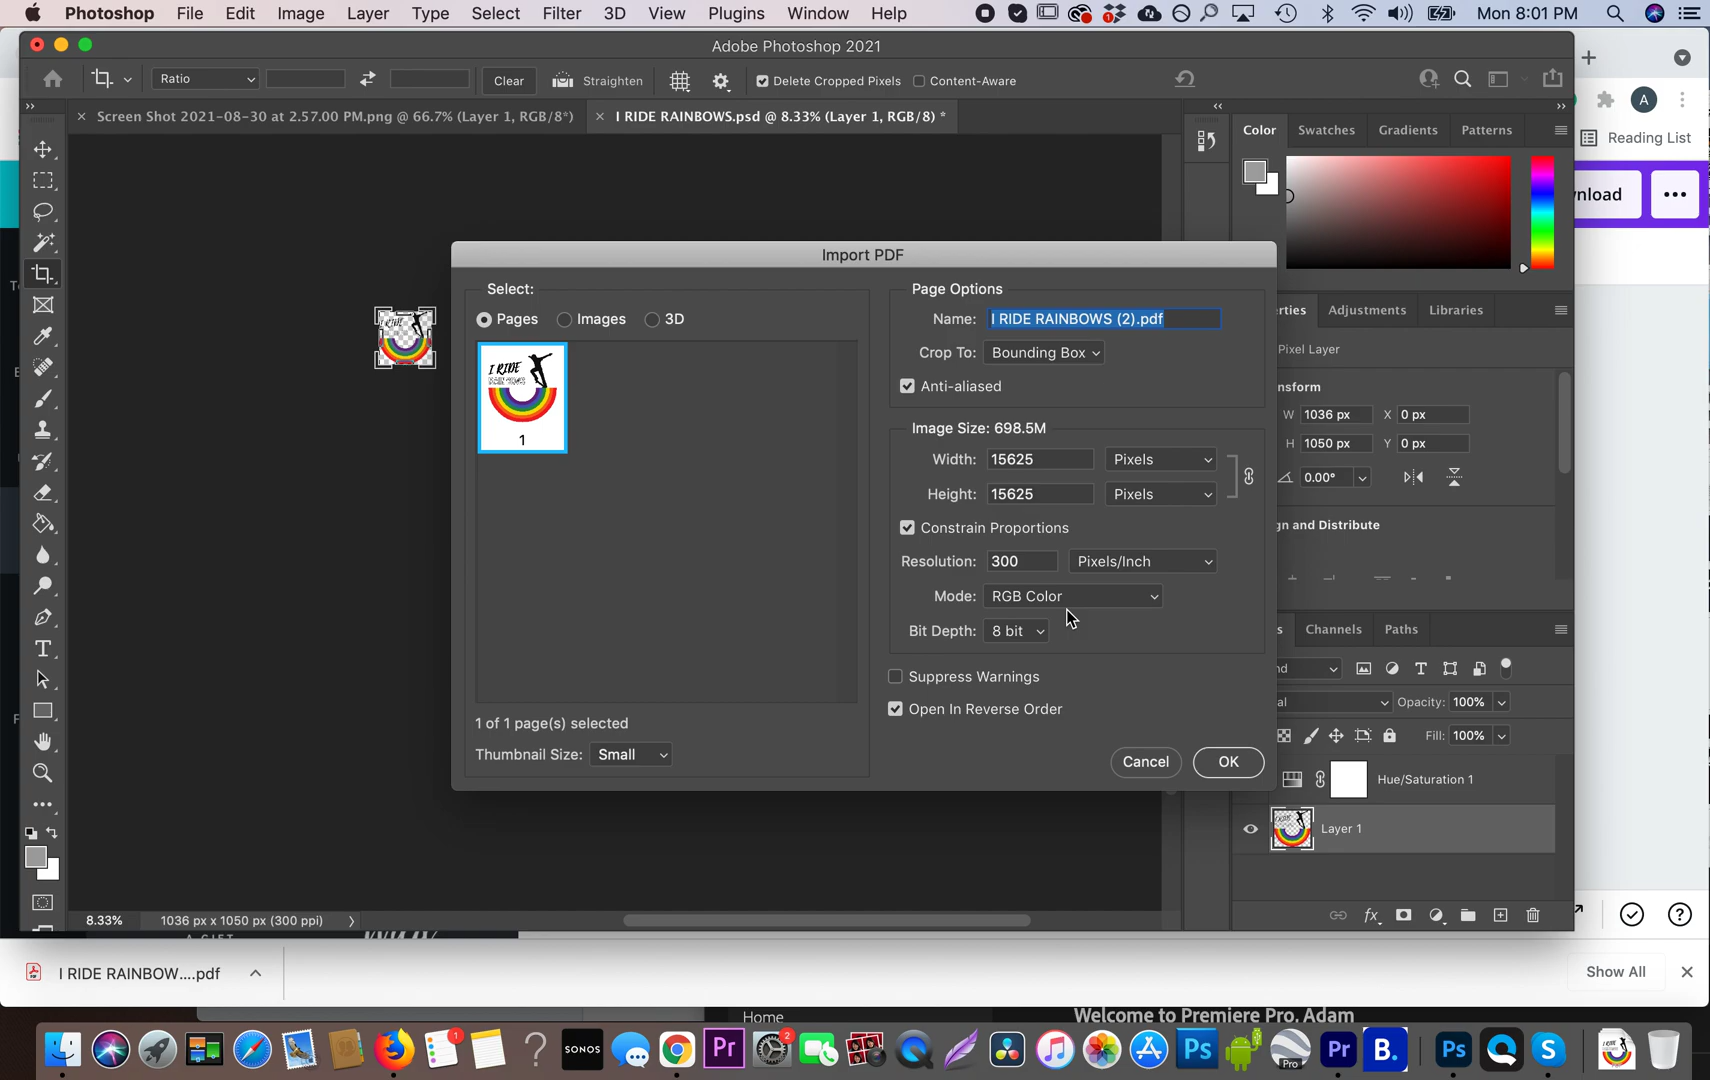 Photoshop File Edit Image Layer Type Select Filter 3D View Plugins Window Help Mon 8:01 PM
Adobe Photoshop 2021
Ratio Clear Straighten Delete Cropped Pixels Content-Aware
Screen Shot 2021-08-30 at 2.57.00 PM.png @ 66.7% (Layer 1, RGB/8*) I RIDE RAINBOWS.psd @ 8.33% (Layer 1, RGB/8) *
A
Reading List
Color Swatches Gradients Patterns
nload
Import PDF
Select:
Pages Images 3D
I RIDE
1
1 of 1 page(s) selected
Thumbnail Size: Small
Page Options
Name: I RIDE RAINBOWS (2).pdf
Crop To: Bounding Box
Anti-aliased
Image Size: 698.5M
Width: 15625 Pixels
Height: 15625 Pixels
Constrain Proportions
Resolution: 300 Pixels/Inch
Mode: RGB Color
Bit Depth: 8 bit
Suppress Warnings
Open In Reverse Order
Cancel OK
erties Adjustments Libraries
Pixel Layer
nsform
W 1036 px X 0 px
H 1050 px Y 0 px
0.00°
gn and Distribute
s Channels Paths
nd
al Opacity: 100%
Fill: 100%
Hue/Saturation 1
Layer 1
8.33% 1036 px x 1050 px (300 ppi)
A GIFT
I RIDE RAINBOW....pdf
Show All
Home
Welcome to Premiere Pro, Adam
1
SONOS
Pr
2
Ps
Pro
Pr
B.
Ps